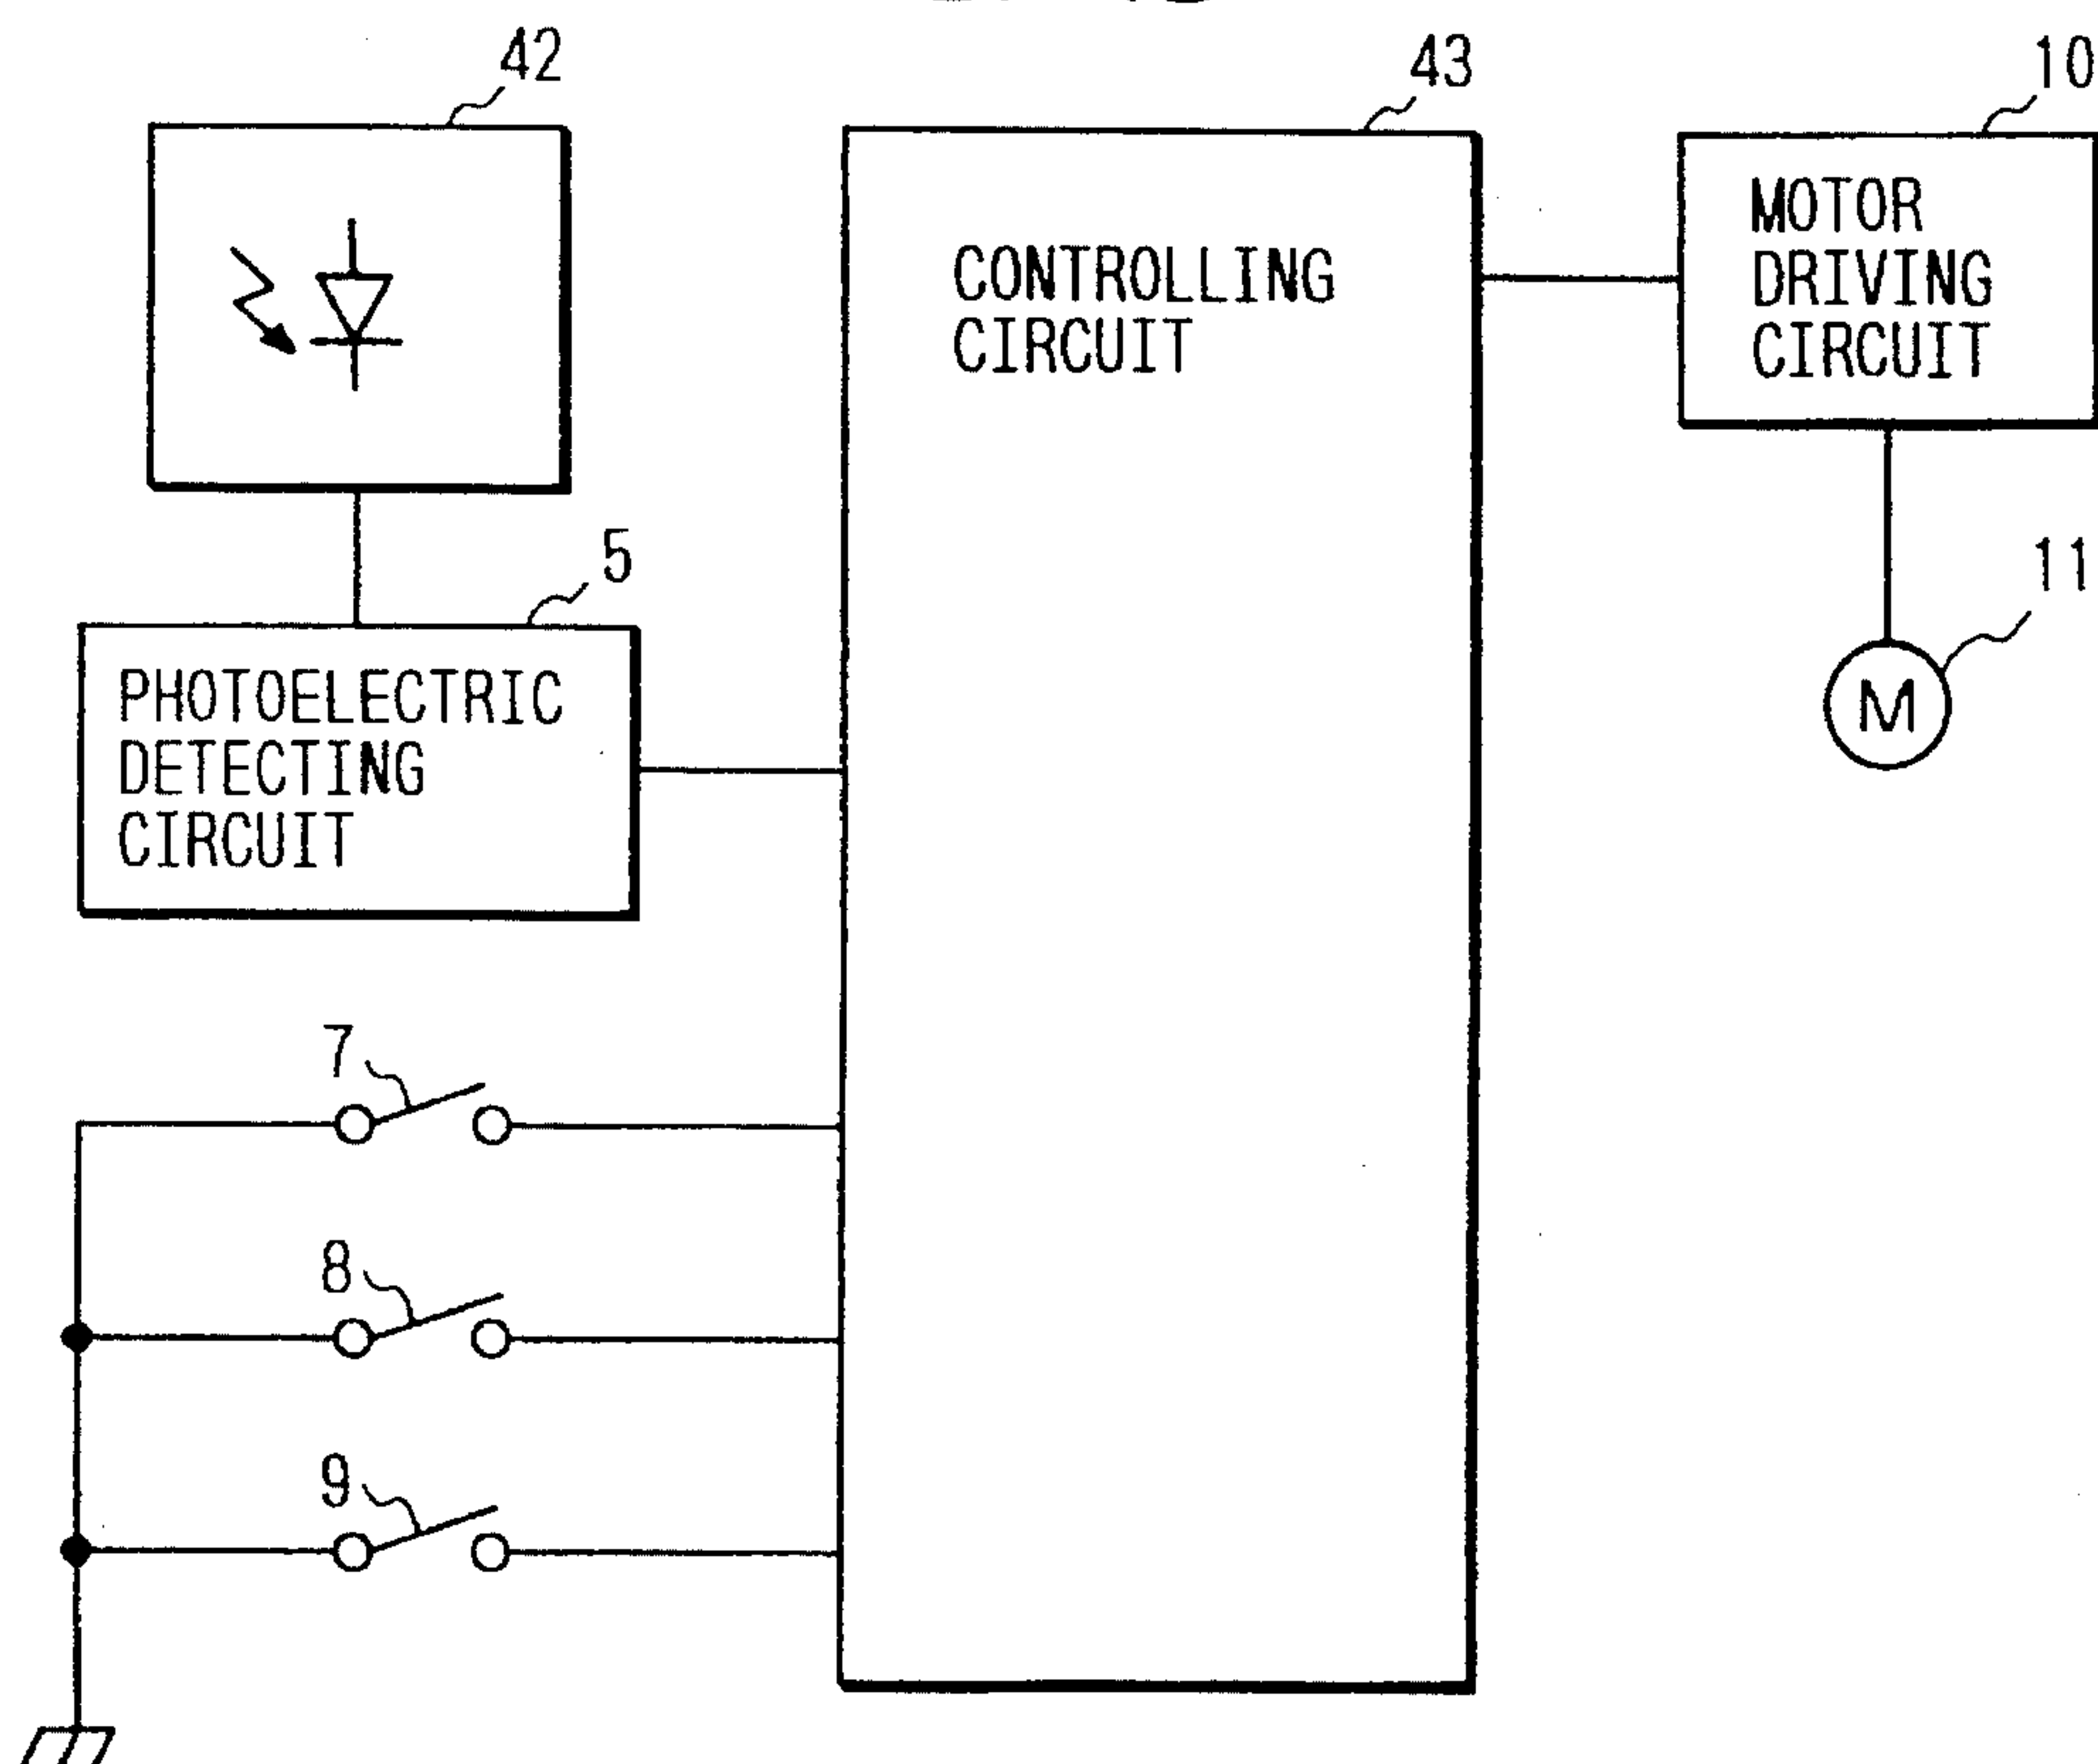 42
43
10
CONTROLLING
CIRCUIT
MOTOR
DRIVING
CIRCUIT
5
PHOTOELECTRIC
DETECTING
CIRCUIT
11
M
7
8
9